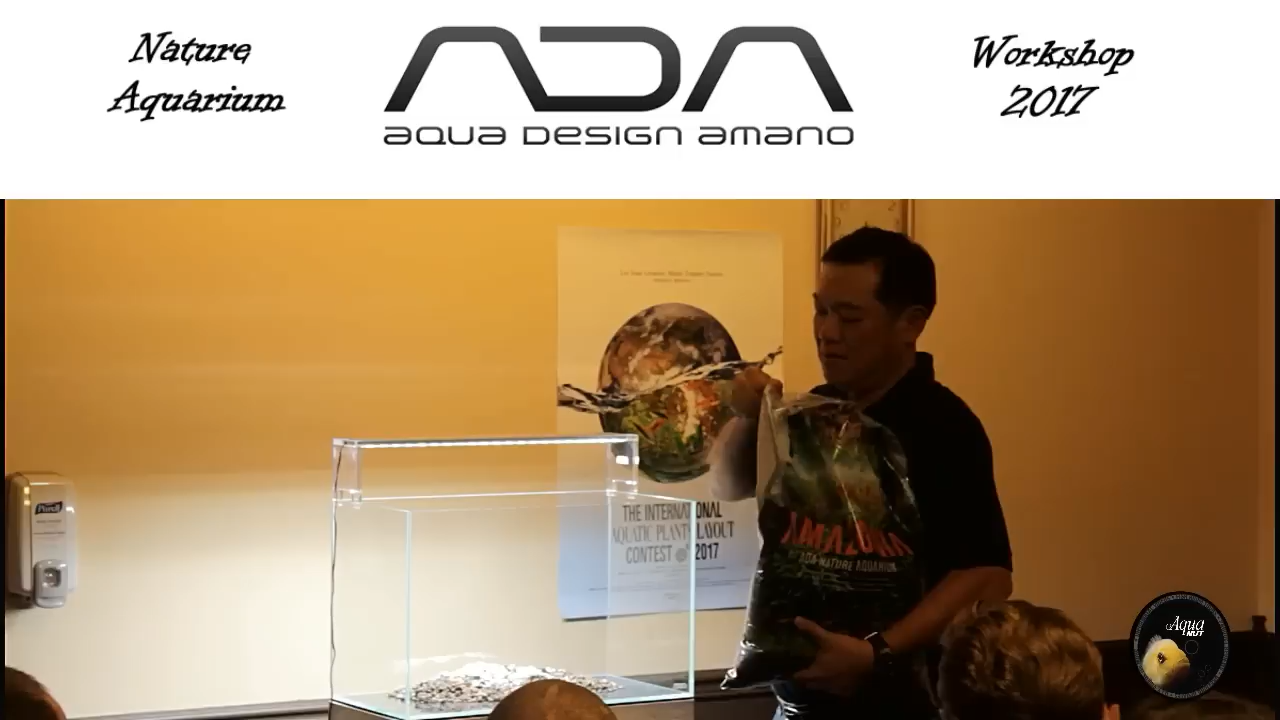 Nature
Aquarium
ADA
AQUA DESIGN AMANO
Workshop
2017
THE INTERNATIONAL
AQUATIC PLANTS LAYOUT
CONTEST 2017
Purell
AMAZONIA
ADA NATURE AQUARIUM
Aqua
NUT